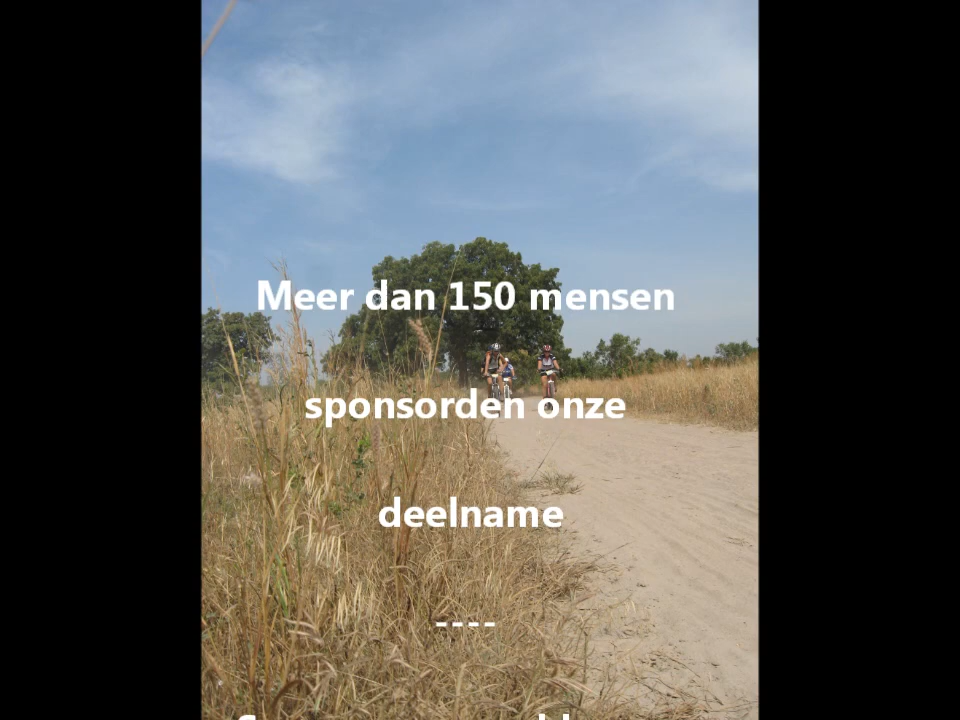 Meer dan 150 mensen
sponsorden onze
deelname
----